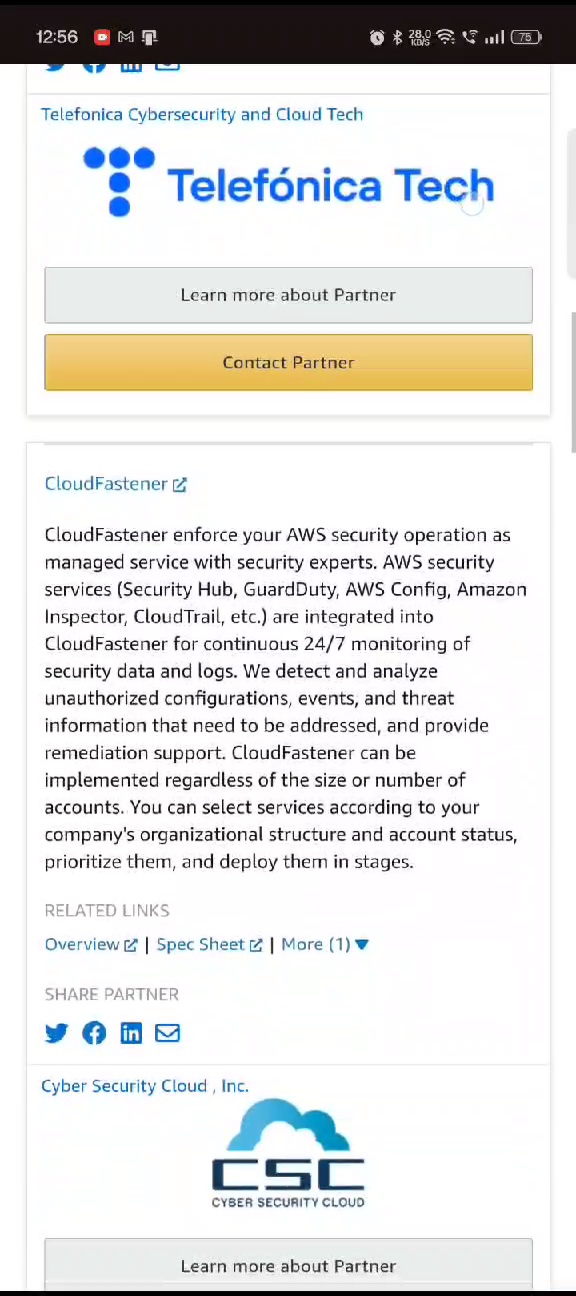 12:56
28.0
KB/S
75
Telefonica Cybersecurity and Cloud Tech
Telefónica Tech
Learn more about Partner
Contact Partner
CloudFastener
CloudFastener enforce your AWS security operation as
managed service with security experts. AWS security
services (Security Hub, GuardDuty, AWS Config, Amazon
Inspector, CloudTrail, etc.) are integrated into
CloudFastener for continuous 24/7 monitoring of
security data and logs. We detect and analyze
unauthorized configurations, events, and threat
information that need to be addressed, and provide
remediation support. CloudFastener can be
implemented regardless of the size or number of
accounts. You can select services according to your
company's organizational structure and account status,
prioritize them, and deploy them in stages.
RELATED LINKS
Overview | Spec Sheet | More (1)
SHARE PARTNER
Cyber Security Cloud , Inc.
CSC
CYBER SECURITY CLOUD
Learn more about Partner